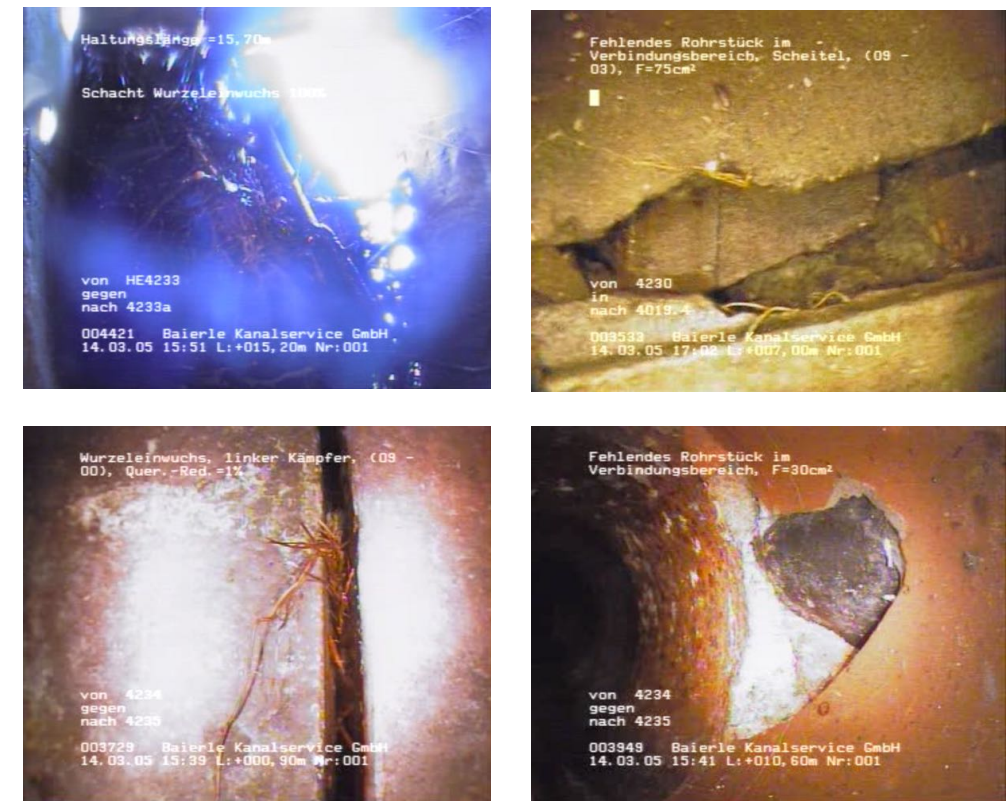 Haltungslänge =15,70m
Schacht Wurzeleinwuchs 100%
von HE4233
gegen
nach 4233a
004421 Baierle Kanalservice GmbH
14.03.05 15:51 L:+015,20m Nr:001
Fehlendes Rohrstück im
Verbindungsbereich, Scheitel, (09 -
03), F=75cm²
von 4230
in
nach 4019.4
003533 Baierle Kanalservice GmbH
14.03.05 17:02 L:+007,00m Nr:001
Wurzeleinwuchs, linker Kämpfer, (09 -
00), Quer.-Red.=1%
von 4234
gegen
nach 4235
003729 Baierle Kanalservice GmbH
14.03.05 15:39 L:+000,90m Nr:001
Fehlendes Rohrstück im
Verbindungsbereich, F=30cm²
von 4234
gegen
nach 4235
003949 Baierle Kanalservice GmbH
14.03.05 15:41 L:+010,60m Nr:001